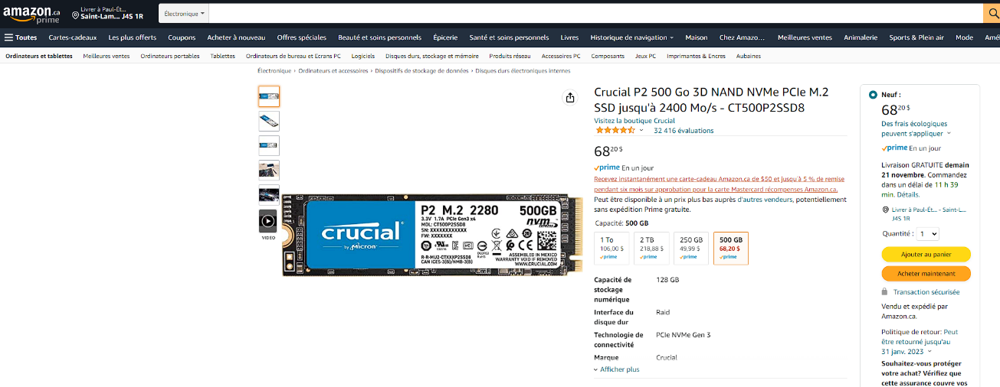 amazon.ca
prime
Livrer à Paul-Ét...
Saint-Lam... J4S 1R
Électronique
Toutes
Cartes-cadeaux
Les plus offerts
Coupons
Acheter à nouveau
Offres spéciales
Beauté et soins personnels
Épicerie
Santé et soins personnels
Livres
Historique de navigation
Maison
Chez Amazo...
Meilleures ventes
Animalerie
Sports & Plein air
Mode
Amé
Ordinateurs et tablettes
Meilleures ventes
Ordinateurs portables
Tablettes
Ordinateurs de bureau et Ecrans PC
Logiciels
Disques durs, stockage et mémoire
Produits réseau
Accessoires PC
Composants
Jeux PC
Imprimantes & Encres
Aubaines
Électronique › Ordinateurs et accessoires › Dispositifs de stockage de données › Disques durs électroniques internes
VIDEO
crucial
by Micron
P2 M.2 2280 500GB
3.3V 1.7A PCIe Gen3 x4
MDL: CT500P2SSD8
SN: XXXXXXXXXXXX
FW: XXXXXXX
nvm
EXPRESS
R-R-MU2-CTXXXP2SSD8
CAN ICES-3(B)/NMB-3(B)
ASSEMBLED IN MEXICO
WARRANTY VOID IF REMOVED
WWW.CRUCIAL.COM
Crucial P2 500 Go 3D NAND NVMe PCIe M.2
SSD jusqu'à 2400 Mo/s - CT500P2SSD8
Visitez la boutique Crucial
32 416 évaluations
68 20 $
prime En un jour
Recevez instantanément une carte-cadeau Amazon.ca de $50 et jusqu'à 5 % de remise
pendant six mois sur approbation pour la carte Mastercard récompenses Amazon.ca.
Peut être disponible à un prix plus bas auprès d'autres vendeurs, potentiellement
sans expédition Prime gratuite.
Capacité: 500 GB
1 To
106,00 $
prime
2 TB
218,88 $
prime
250 GB
49,99 $
prime
500 GB
68,20 $
prime
Capacité de
stockage
numérique
128 GB
Interface du
disque dur
Raid
Technologie de
connectivité
PCIe NVMe Gen 3
Marque
Crucial
Afficher plus
Neuf :
68 20 $
Des frais écologiques
peuvent s'appliquer
prime En un jour
Livraison GRATUITE demain
21 novembre. Commandez
dans un délai de 11 h 39
min. Détails.
Livrer à Paul-Ét... - Saint-L...
J4S 1R
Quantité : 1
Ajouter au panier
Acheter maintenant
Transaction sécurisée
Vendu et expédié par
Amazon.ca.
Politique de retour: Peut
être retourné jusqu'au
31 janv. 2023
Souhaitez-vous protéger
votre achat? Vérifiez que
cette assurance couvre vos